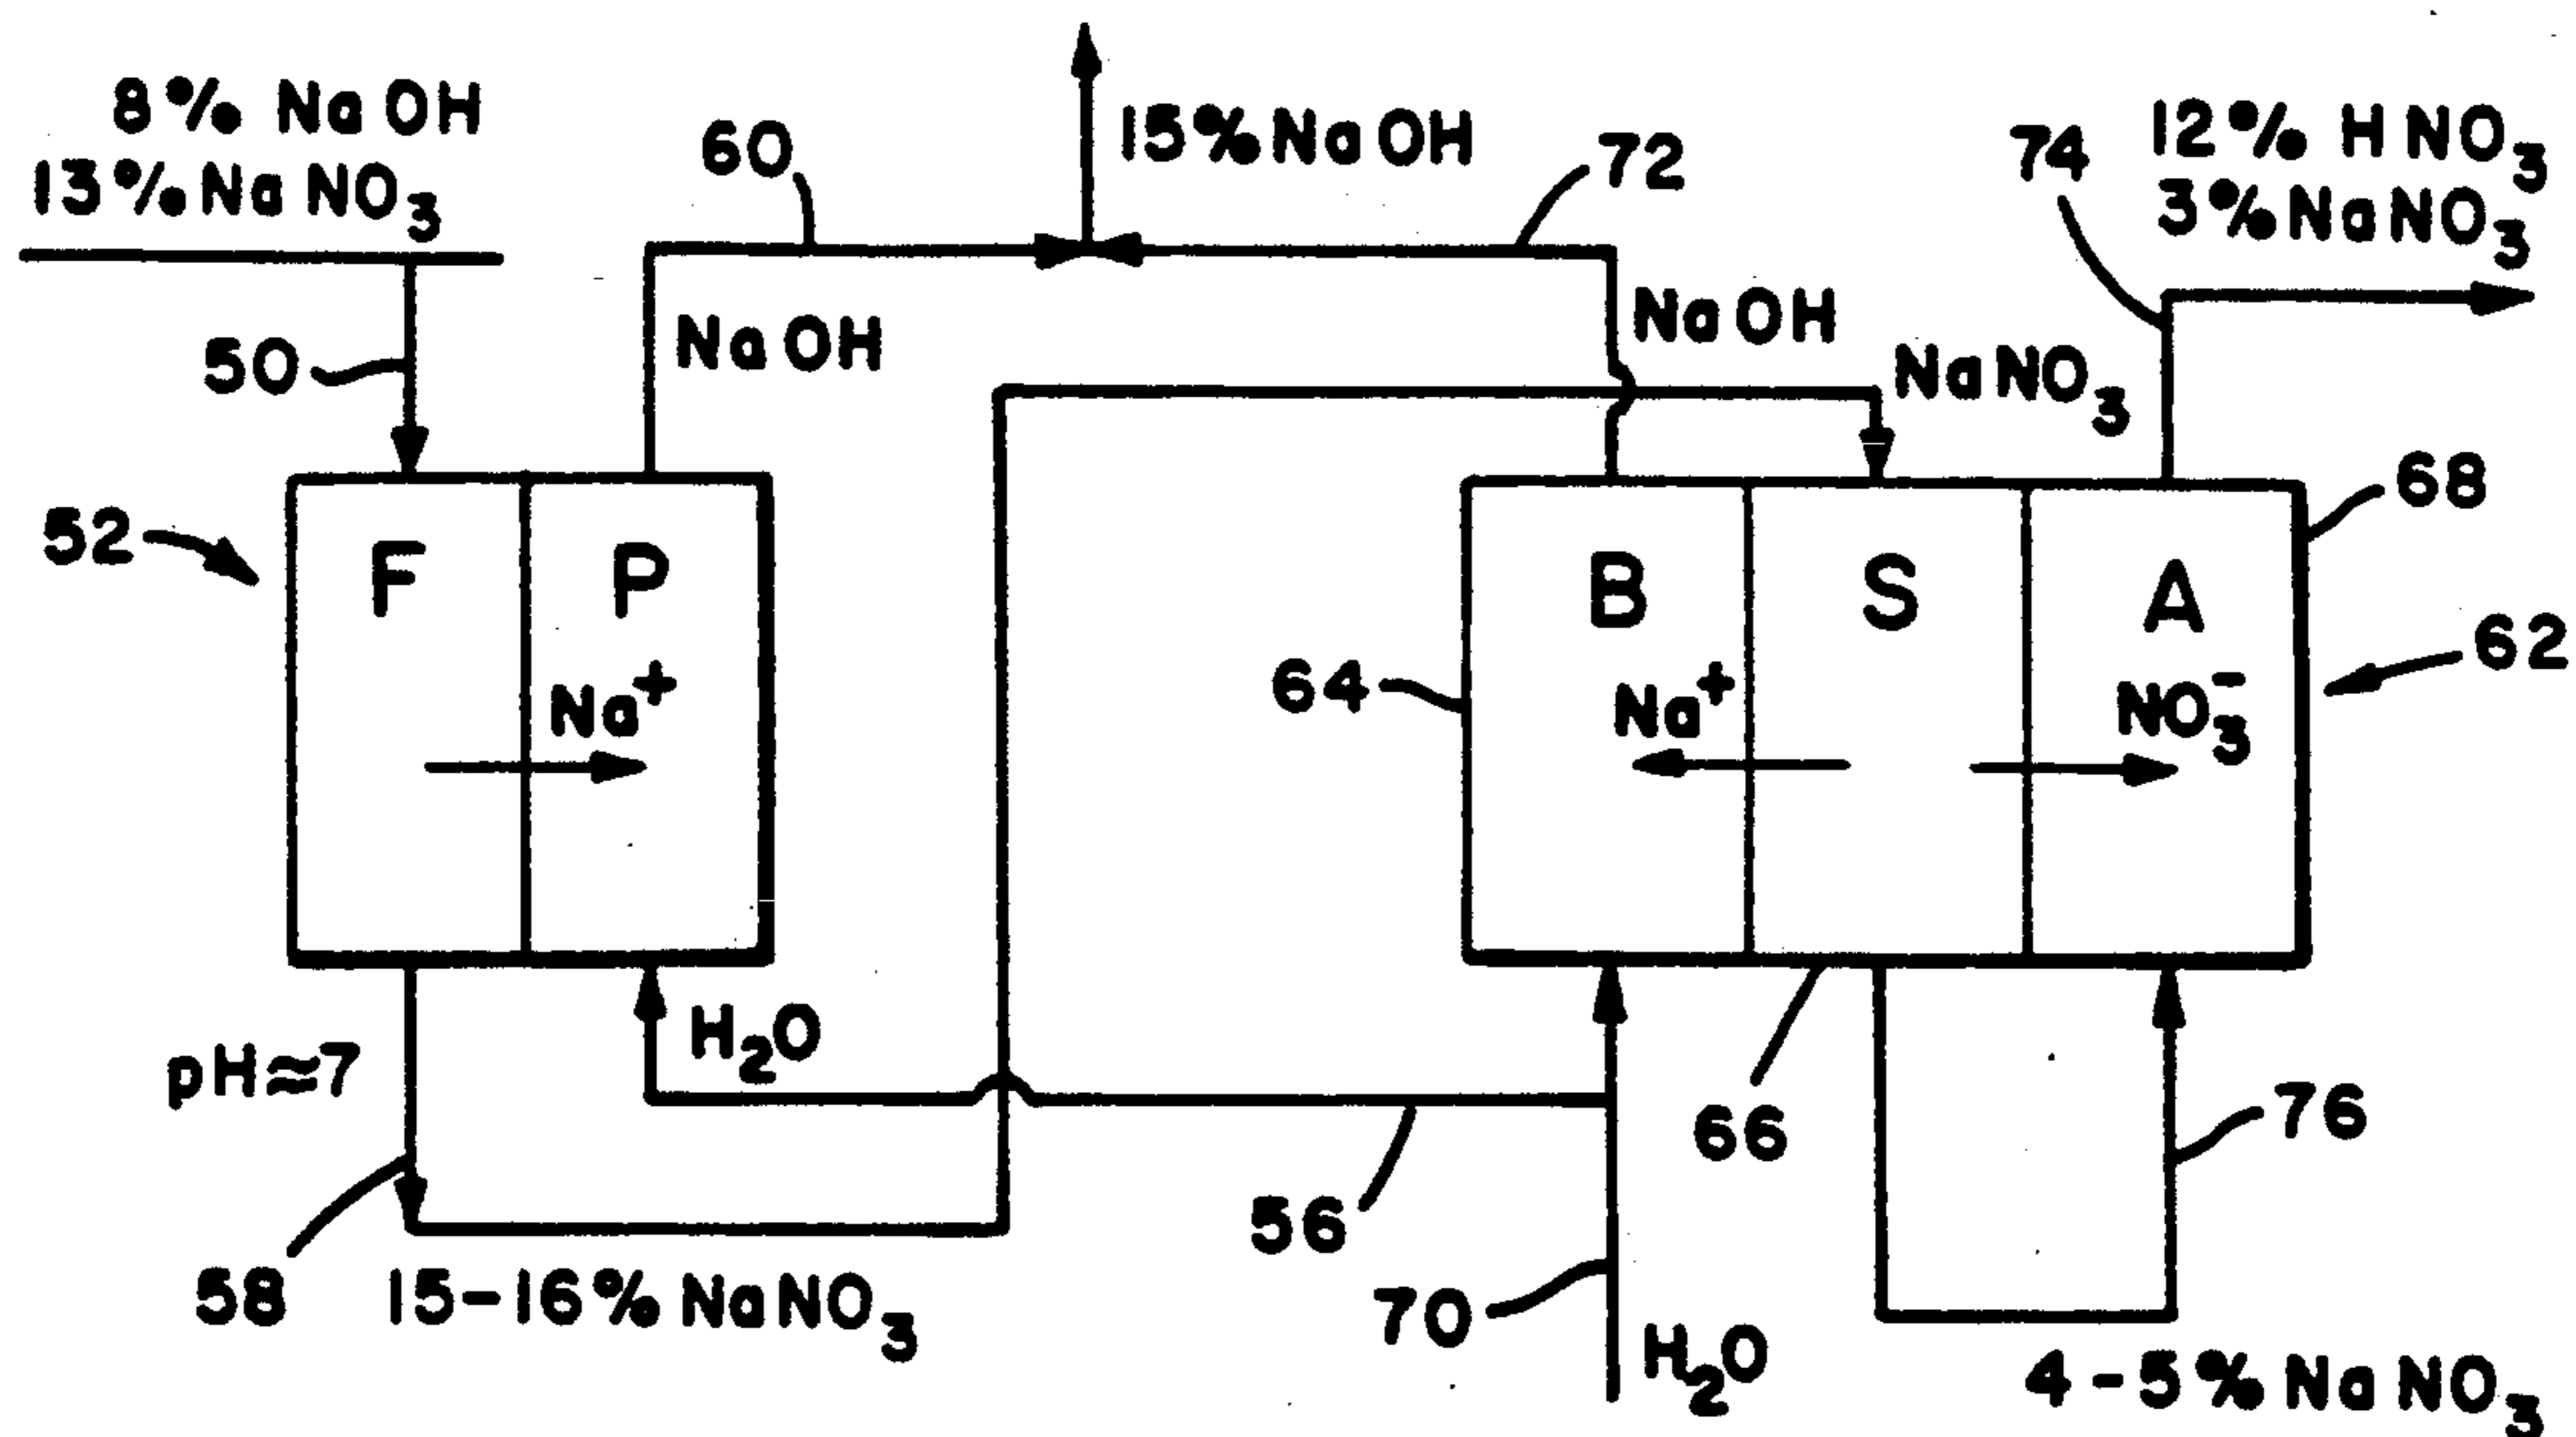 8% NaOH
13% NaNO3
50
52
F
P
Na+
NaOH
60
15% NaOH
72
NaOH
NaNO3
74
12% HNO3
3% NaNO3
68
62
64
B
S
A
Na+
NO3-
pH≈7
H2O
58
15-16% NaNO3
56
66
70
H2O
76
4-5% NaNO3